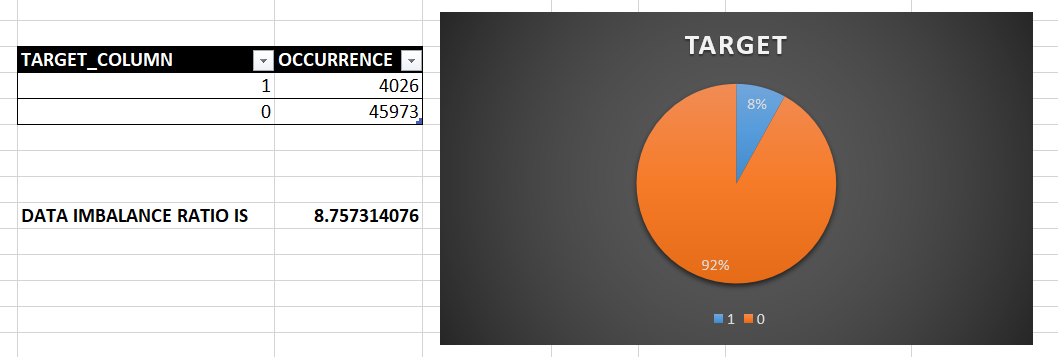 TARGET_COLUMN OCCURRENCE
1 4026
0 45973
DATA IMBALANCE RATIO IS 8.757314076
TARGET
8%
92%
1 0